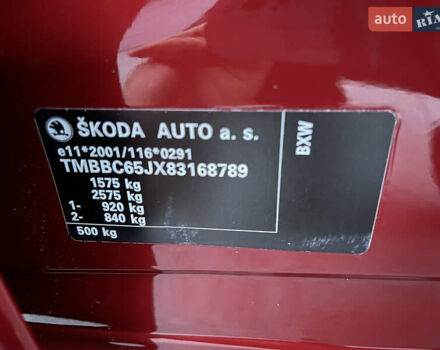 auto RIA
ŠKODA AUTO a. s.
e11*2001/116*0291
TMBBC65JX83168789
1575 kg
2575 kg
1- 920 kg
2- 840 kg
500 kg
BXW